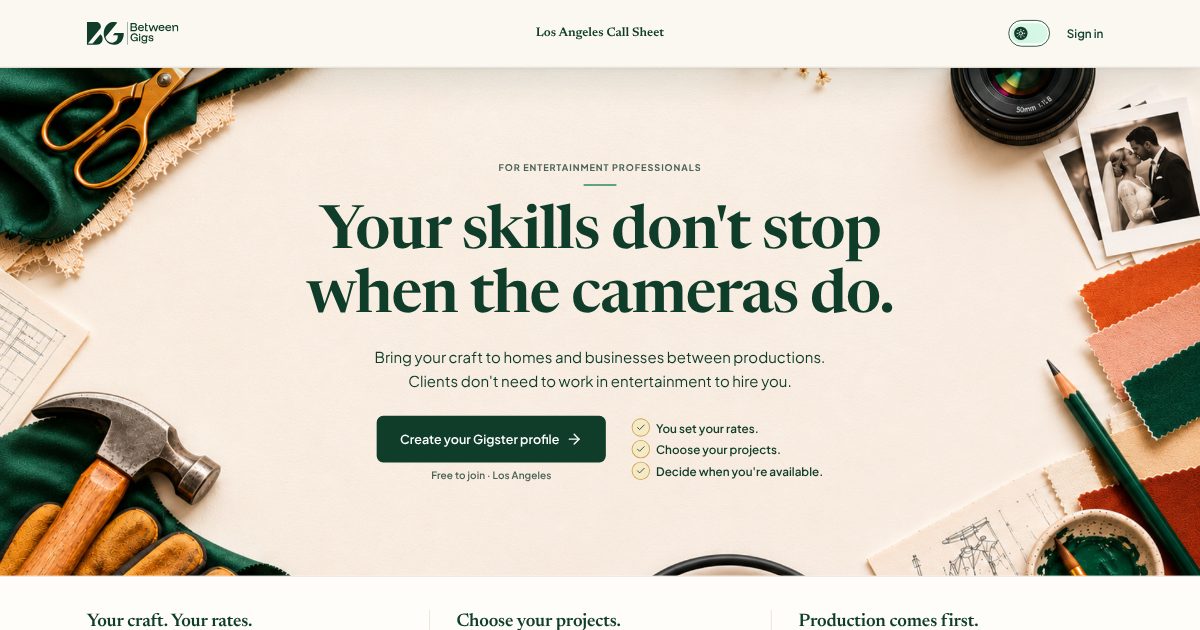 Between
Gigs
Los Angeles Call Sheet
Sign in
50mm
FOR ENTERTAINMENT PROFESSIONALS
Your skills don't stop
when the cameras do.
Bring your craft to homes and businesses between productions.
Clients don't need to work in entertainment to hire you.
Create your Gigster profile →
Free to join · Los Angeles
You set your rates.
Choose your projects.
Decide when you're available.
Your craft. Your rates.
Choose your projects.
Production comes first.